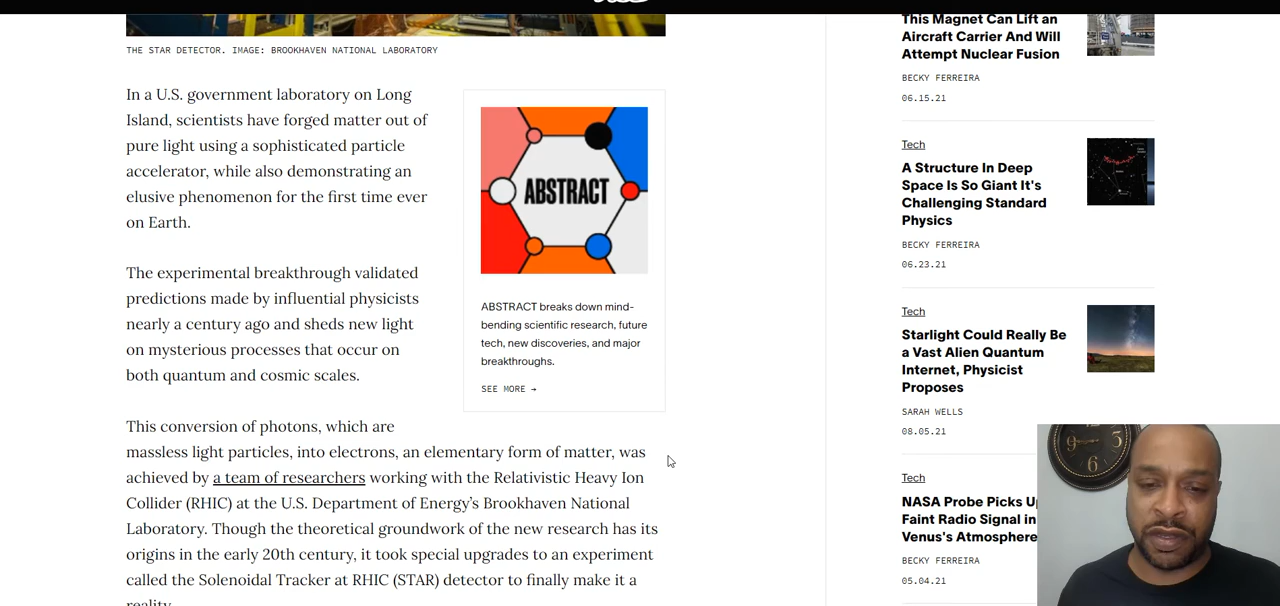 THE STAR DETECTOR. IMAGE: BROOKHAVEN NATIONAL LABORATORY
In a U.S. government laboratory on Long
Island, scientists have forged matter out of
pure light using a sophisticated particle
accelerator, while also demonstrating an
elusive phenomenon for the first time ever
on Earth.
The experimental breakthrough validated
predictions made by influential physicists
nearly a century ago and sheds new light
on mysterious processes that occur on
both quantum and cosmic scales.
This conversion of photons, which are
massless light particles, into electrons, an elementary form of matter, was
achieved by a team of researchers working with the Relativistic Heavy Ion
Collider (RHIC) at the U.S. Department of Energy’s Brookhaven National
Laboratory. Though the theoretical groundwork of the new research has its
origins in the early 20th century, it took special upgrades to an experiment
called the Solenoidal Tracker at RHIC (STAR) detector to finally make it a
reality.
ABSTRACT
ABSTRACT breaks down mind-
bending scientific research, future
tech, new discoveries, and major
breakthroughs.
SEE MORE →
This Magnet Can Lift an
Aircraft Carrier And Will
Attempt Nuclear Fusion
BECKY FERREIRA
06.15.21
Tech
A Structure In Deep
Space Is So Giant It's
Challenging Standard
Physics
BECKY FERREIRA
06.23.21
Tech
Starlight Could Really Be
a Vast Alien Quantum
Internet, Physicist
Proposes
SARAH WELLS
08.05.21
Tech
NASA Probe Picks
Faint Radio Signal in
Venus's Atmosphere
BECKY FERREIRA
05.04.21
9
3
6